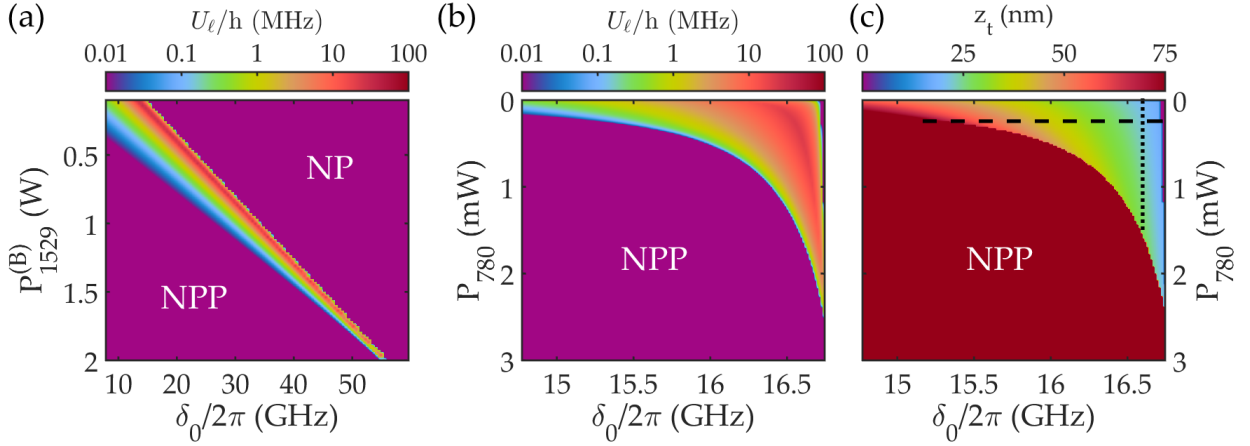 (a)
U_ℓ/h (MHz)
0.01 0.1 1 10 100
P_1529^(B) (W)
0.5
1
1.5
2
NP
NPP
10 20 30 40 50
δ_0/2π (GHz)
(b)
U_ℓ/h (MHz)
0.01 0.1 1 10 100
P_780 (mW)
0
1
2
3
NPP
15 15.5 16 16.5
δ_0/2π (GHz)
(c)
z_t (nm)
0 25 50 75
NPP
0
1
2
3
P_780 (mW)
15 15.5 16 16.5
δ_0/2π (GHz)